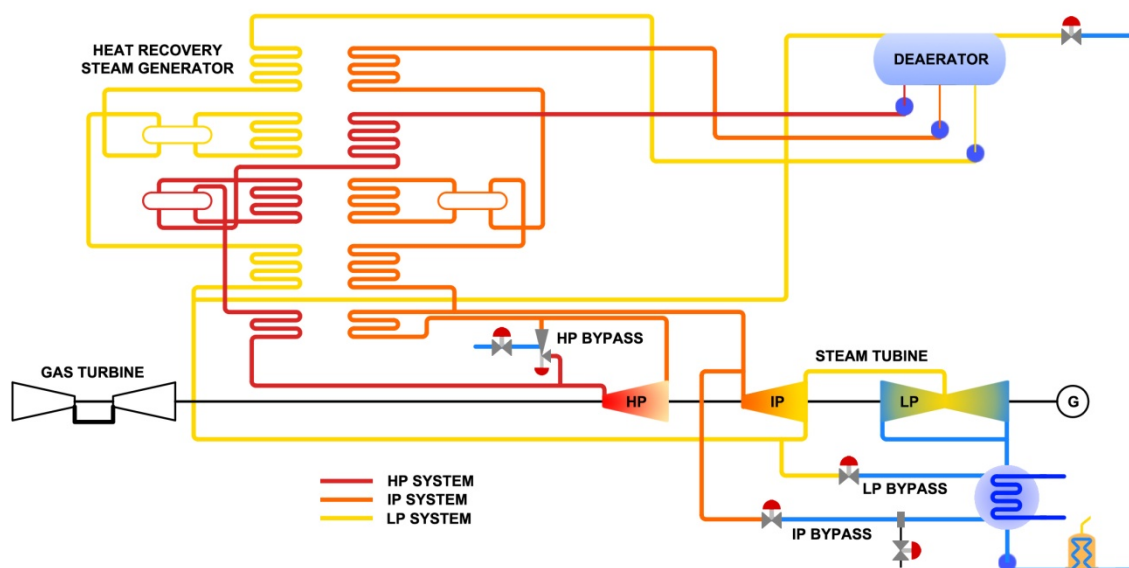 HEAT RECOVERY
STEAM GENERATOR
DEAERATOR
HP BYPASS
GAS TURBINE
STEAM TUBINE
HP
IP
LP
G
HP SYSTEM
IP SYSTEM
LP SYSTEM
LP BYPASS
IP BYPASS